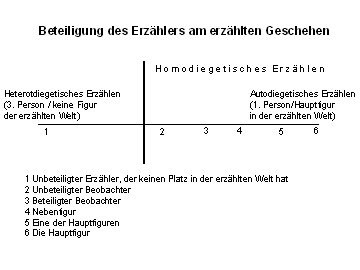 Beteiligung des Erzählers am erzählten Geschehen
Homodiegetisches Erzählen
Heterotdiegetisches Erzählen
(3. Person / keine Figur
der erzählten Welt)
Autodiegetisches Erzählen
(1. Person/Hauptfigur
in der erzählten Welt)
1 2 3 4 5 6
1 Unbeteiligter Erzähler, der keinen Platz in der erzählten Welt hat
2 Unbeteiligter Beobachter
3 Beteiligter Beobachter
4 Nebenfigur
5 Eine der Hauptfiguren
6 Die Hauptfigur